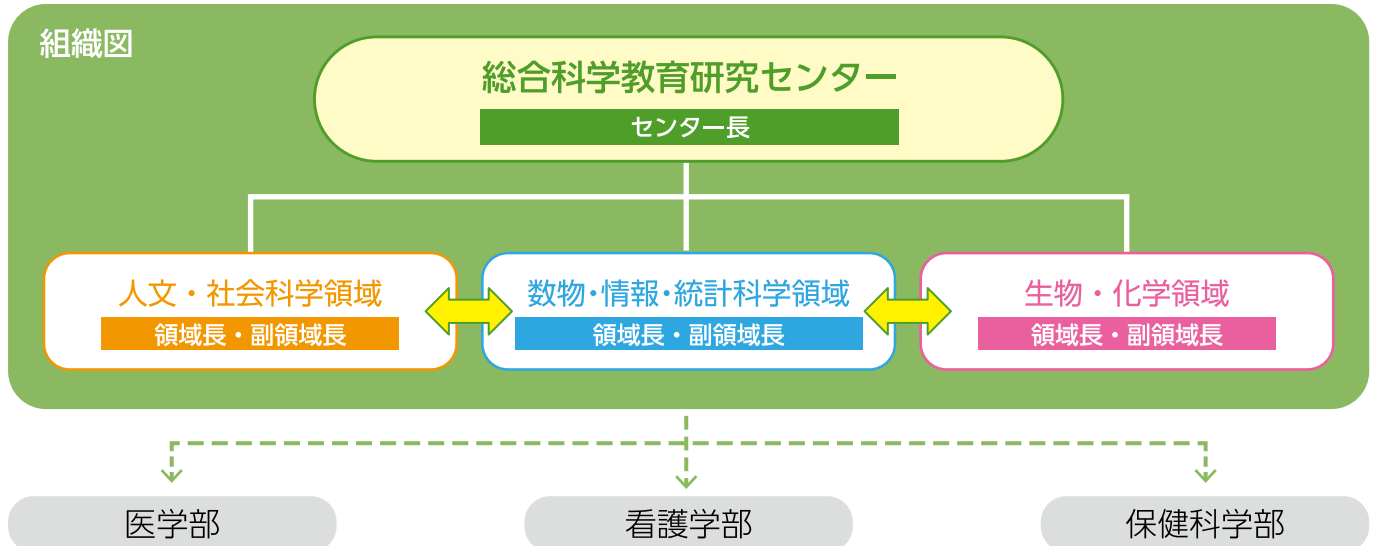 組織図
総合科学教育研究センター
センター長
人文・社会科学領域
領域長・副領域長
数物・情報・統計科学領域
領域長・副領域長
生物・化学領域
領域長・副領域長
医学部
看護学部
保健科学部